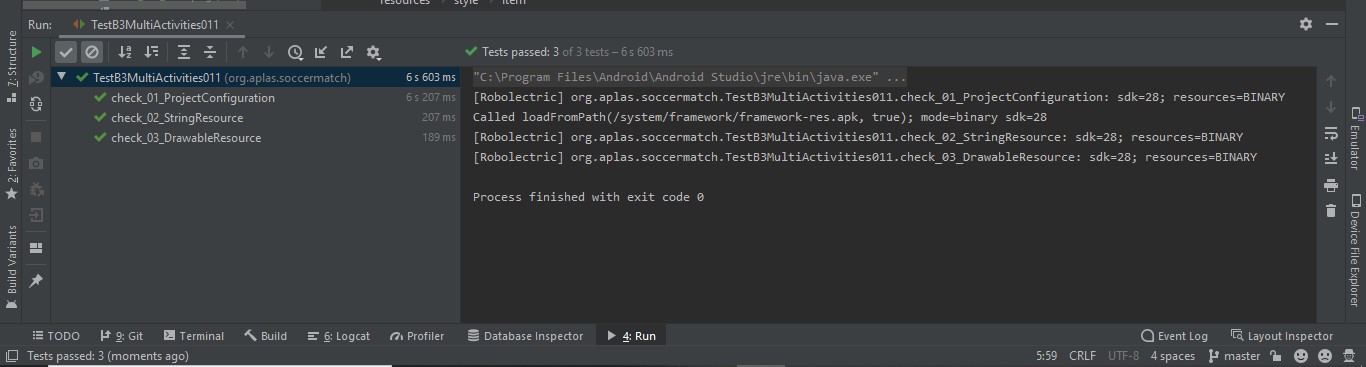 resources › style › item
Run: TestB3MultiActivities011 ×
Tests passed: 3 of 3 tests – 6 s 603 ms
TestB3MultiActivities011 (org.aplas.soccermatch) 6 s 603 ms
check_01_ProjectConfiguration 6 s 207 ms
check_02_StringResource 207 ms
check_03_DrawableResource 189 ms
"C:\Program Files\Android\Android Studio\jre\bin\java.exe" ...
[Robolectric] org.aplas.soccermatch.TestB3MultiActivities011.check_01_ProjectConfiguration: sdk=28; resources=BINARY
Called loadFromPath(/system/framework/framework-res.apk, true); mode=binary sdk=28
[Robolectric] org.aplas.soccermatch.TestB3MultiActivities011.check_02_StringResource: sdk=28; resources=BINARY
[Robolectric] org.aplas.soccermatch.TestB3MultiActivities011.check_03_DrawableResource: sdk=28; resources=BINARY
Process finished with exit code 0
7: Structure
2: Favorites
Build Variants
Emulator
Device File Explorer
TODO 9: Git Terminal Build 6: Logcat Profiler Database Inspector 4: Run Event Log Layout Inspector
Tests passed: 3 (moments ago) 5:59 CRLF UTF-8 4 spaces master